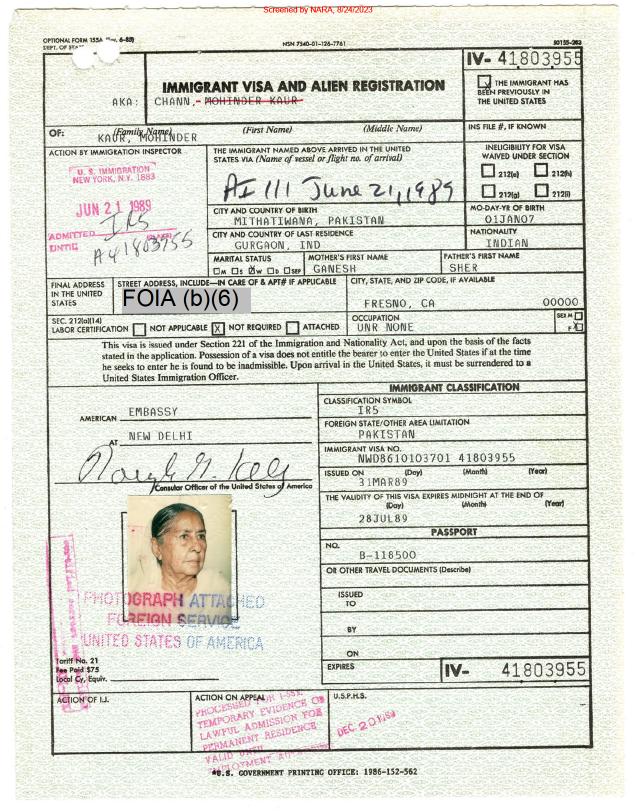 Screened by NARA, 8/24/2023
OPTIONAL FORM 155A 6-85)
DEPT. OF
NSN 7540-01-126-7761
50155-262
IV- 41803955
IMMIGRANT VISA AND ALIEN REGISTRATION
THE IMMIGRANT HAS
BEEN PREVIOUSLY IN
THE UNITED STATES
AKA: CHANN, MOHINDER KAUR
OF:
(Family Name)
(First Name)
(Middle Name)
KAUR, MOHINDER
INS FILE #, IF KNOWN
ACTION BY IMMIGRATION INSPECTOR
U. S. IMMIGRATION
NEW YORK, N.Y. 1883
JUN 21 1989
IR5
ADMITTED
UNTIL
A41803955
THE IMMIGRANT NAMED ABOVE ARRIVED IN THE UNITED
STATES VIA (Name of vessel or flight no. of arrival)
AI 111 June 21, 1989
INELIGIBILITY FOR VISA
WAIVED UNDER SECTION
212(e) 212(h)
212(g) 212(i)
CITY AND COUNTRY OF BIRTH
MITHATIWANA, PAKISTAN
MO-DAY-YR OF BIRTH
01JAN07
CITY AND COUNTRY OF LAST RESIDENCE
GURGAON, IND
NATIONALITY
INDIAN
MARITAL STATUS
M S W D SEP
MOTHER'S FIRST NAME
GANESH
FATHER'S FIRST NAME
SHER
FINAL ADDRESS
IN THE UNITED
STATES
STREET ADDRESS, INCLUDE—IN CARE OF & APT# IF APPLICABLE
FOIA (b)(6)
CITY, STATE, AND ZIP CODE, IF AVAILABLE
FRESNO, CA 00000
SEC. 212(a)(14)
LABOR CERTIFICATION NOT APPLICABLE X NOT REQUIRED ATTACHED
OCCUPATION
UNR NONE
SEX M
F
This visa is issued under Section 221 of the Immigration and Nationality Act, and upon the basis of the facts
stated in the application. Possession of a visa does not entitle the bearer to enter the United States if at the time
he seeks to enter he is found to be inadmissible. Upon arrival in the United States, it must be surrendered to a
United States Immigration Officer.
AMERICAN EMBASSY
AT NEW DELHI
Consular Officer of the United States of America
PHOTOGRAPH ATTACHED
FOREIGN SERVICE
UNITED STATES OF AMERICA
Tariff No. 21
Fee Paid $75
Local Cy. Equiv.
IMMIGRANT CLASSIFICATION
CLASSIFICATION SYMBOL
IR5
FOREIGN STATE/OTHER AREA LIMITATION
PAKISTAN
IMMIGRANT VISA NO.
NWD8610103701 41803955
ISSUED ON (Day) (Month) (Year)
31MAR89
THE VALIDITY OF THIS VISA EXPIRES MIDNIGHT AT THE END OF
(Day) (Month) (Year)
28JUL89
PASSPORT
NO.
B-118500
OR OTHER TRAVEL DOCUMENTS (Describe)
ISSUED
TO
BY
ON
EXPIRES
IV- 41803955
ACTION OF I.J.
ACTION ON APPEAL
PROCESSED FOR I-551
TEMPORARY EVIDENCE OF
LAWFUL ADMISSION FOR
PERMANENT RESIDENCE
VALID UNTIL
U.S.P.H.S.
DEC 20
*U.S. GOVERNMENT PRINTING OFFICE: 1986-152-562